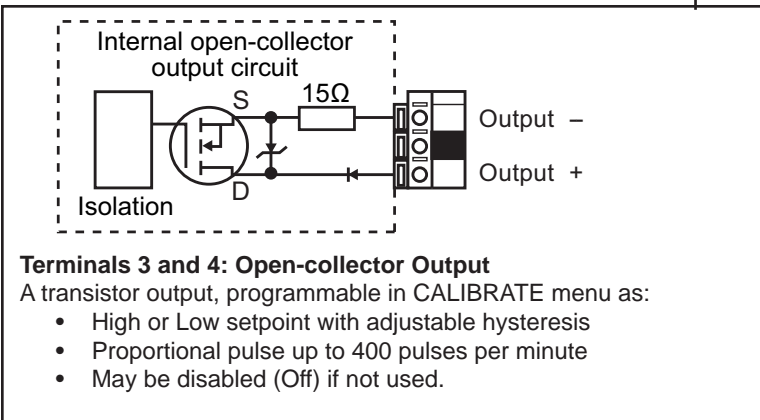 Internal open-collector
output circuit
S
15Ω
Output –
Output +
D
Isolation
Terminals 3 and 4: Open-collector Output
A transistor output, programmable in CALIBRATE menu as:
• High or Low setpoint with adjustable hysteresis
• Proportional pulse up to 400 pulses per minute
• May be disabled (Off) if not used.